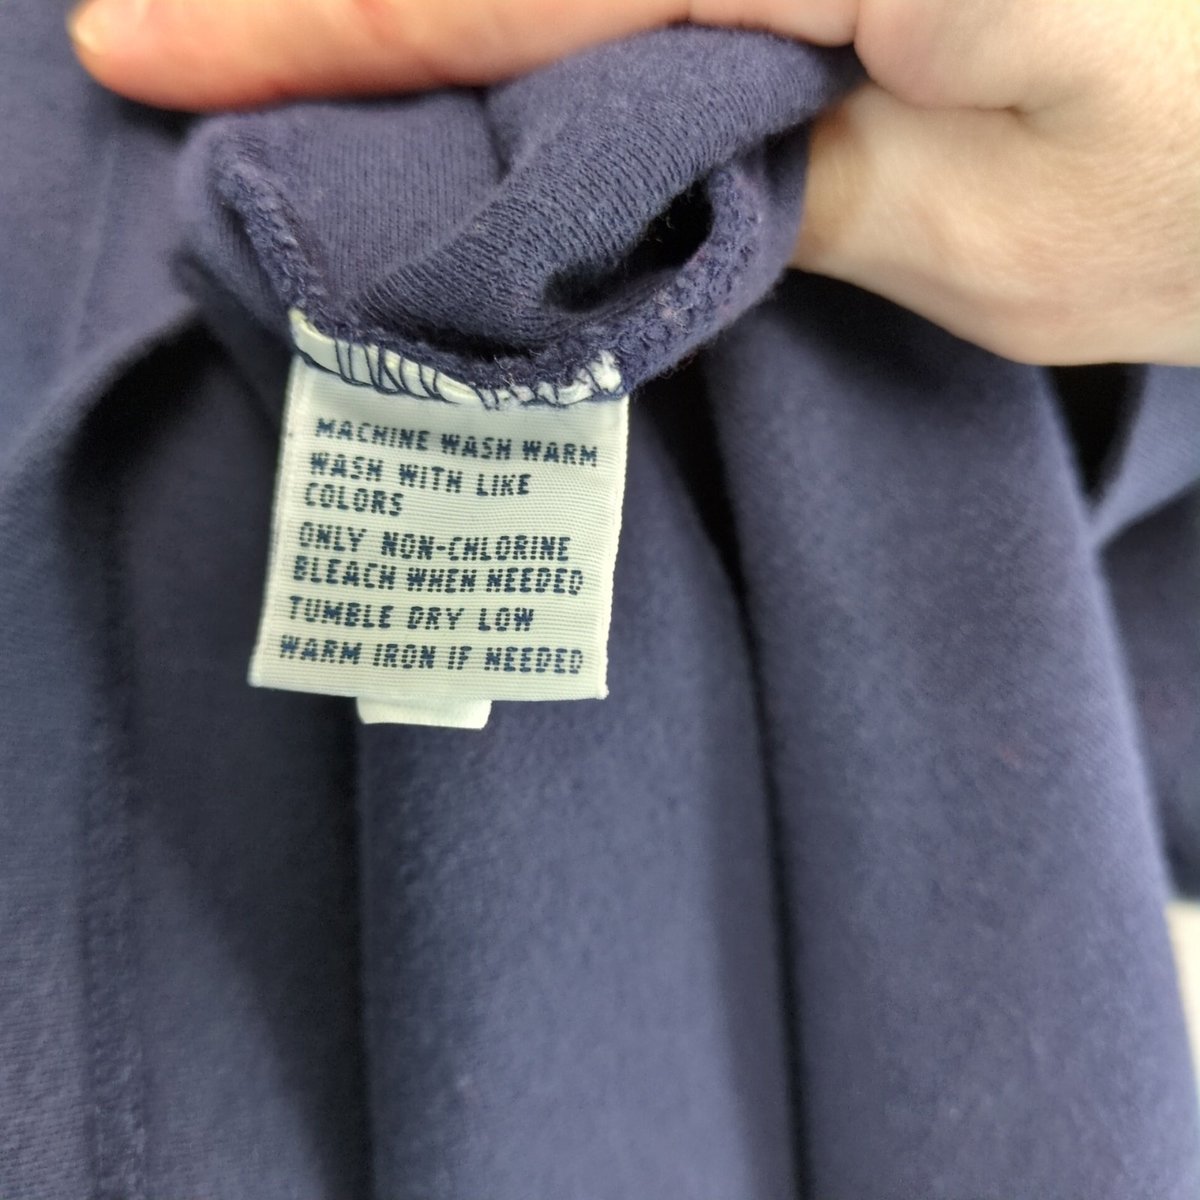 MACHINE WASH WARM
WASH WITH LIKE
COLORS
ONLY NON-CHLORINE
BLEACH WHEN NEEDED
TUMBLE DRY LOW
WARM IRON IF NEEDED